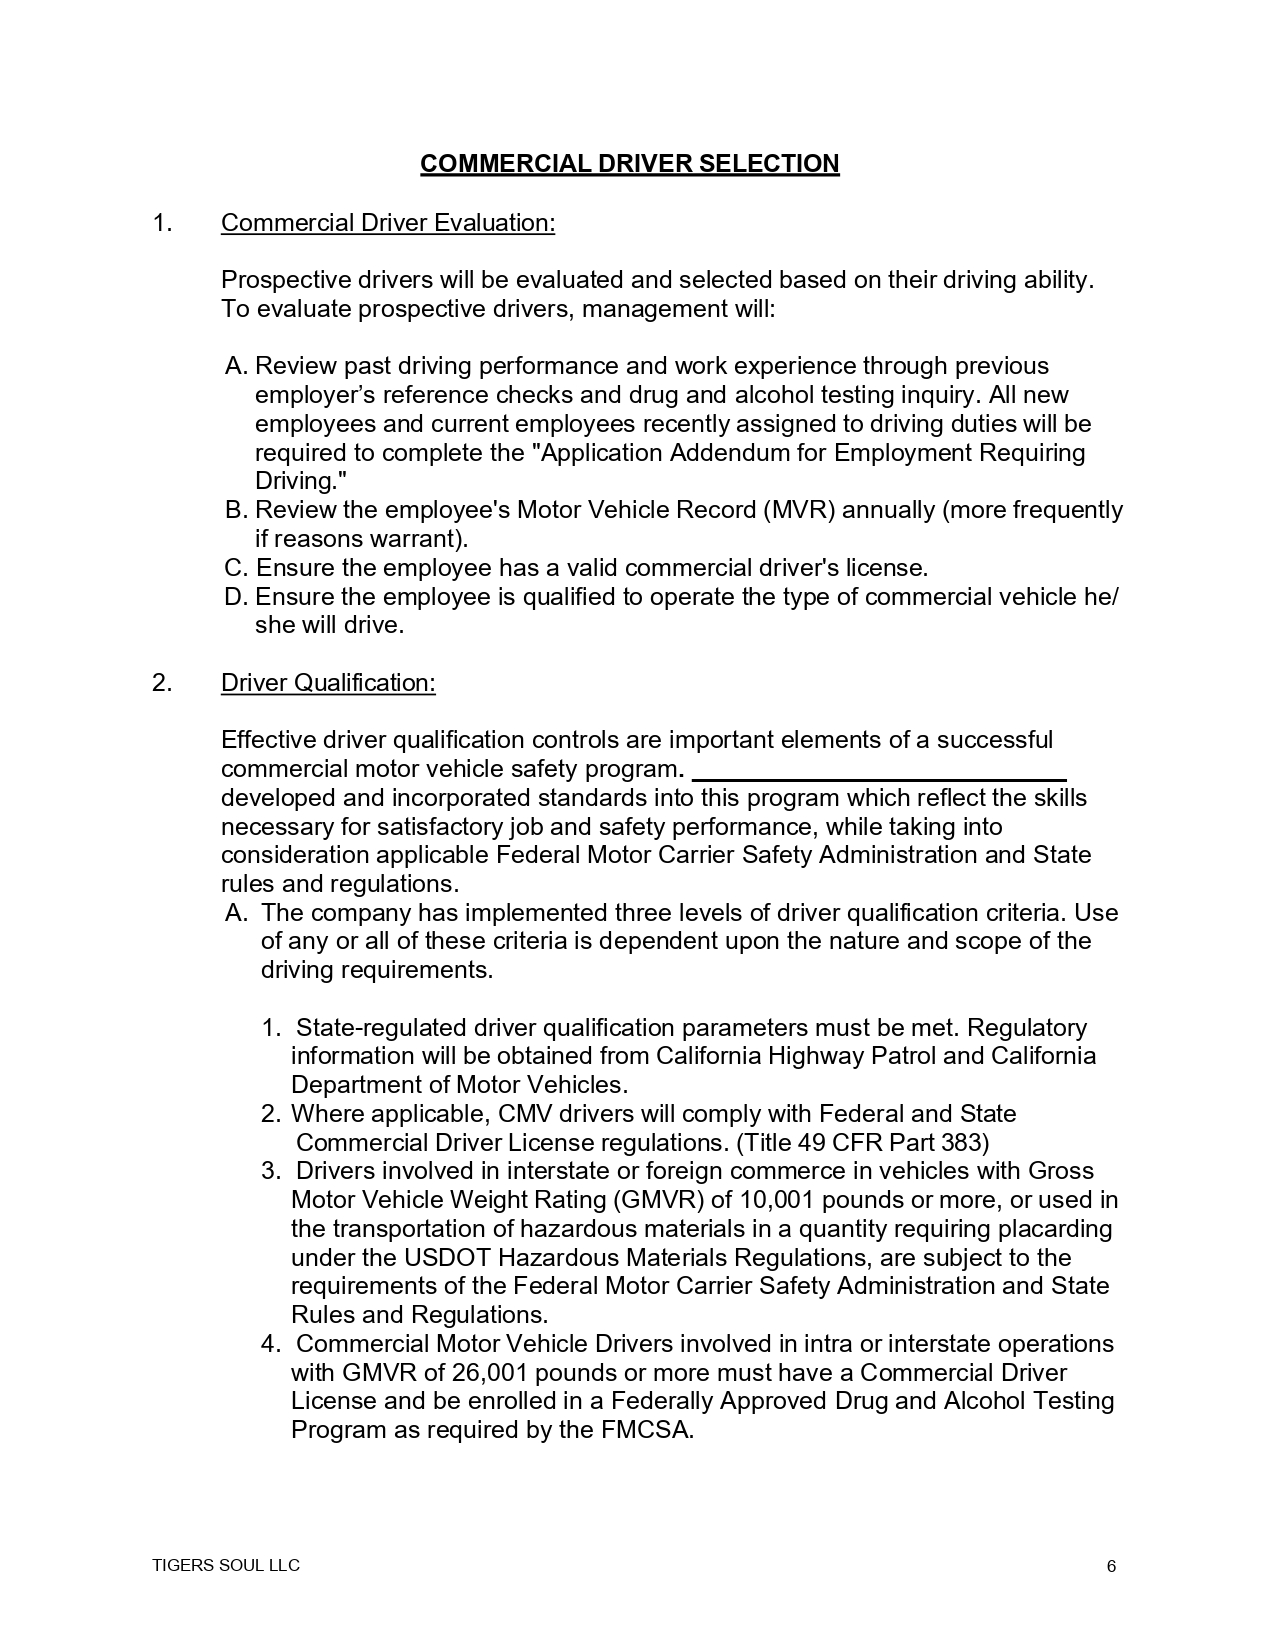 COMMERCIAL DRIVER SELECTION
1. Commercial Driver Evaluation:
Prospective drivers will be evaluated and selected based on their driving ability.
To evaluate prospective drivers, management will:
A. Review past driving performance and work experience through previous
employer’s reference checks and drug and alcohol testing inquiry. All new
employees and current employees recently assigned to driving duties will be
required to complete the "Application Addendum for Employment Requiring
Driving."
B. Review the employee's Motor Vehicle Record (MVR) annually (more frequently
if reasons warrant).
C. Ensure the employee has a valid commercial driver's license.
D. Ensure the employee is qualified to operate the type of commercial vehicle he/
she will drive.
2. Driver Qualification:
Effective driver qualification controls are important elements of a successful
commercial motor vehicle safety program. ____________________________
developed and incorporated standards into this program which reflect the skills
necessary for satisfactory job and safety performance, while taking into
consideration applicable Federal Motor Carrier Safety Administration and State
rules and regulations.
A. The company has implemented three levels of driver qualification criteria. Use
of any or all of these criteria is dependent upon the nature and scope of the
driving requirements.
1. State-regulated driver qualification parameters must be met. Regulatory
information will be obtained from California Highway Patrol and California
Department of Motor Vehicles.
2. Where applicable, CMV drivers will comply with Federal and State
Commercial Driver License regulations. (Title 49 CFR Part 383)
3. Drivers involved in interstate or foreign commerce in vehicles with Gross
Motor Vehicle Weight Rating (GMVR) of 10,001 pounds or more, or used in
the transportation of hazardous materials in a quantity requiring placarding
under the USDOT Hazardous Materials Regulations, are subject to the
requirements of the Federal Motor Carrier Safety Administration and State
Rules and Regulations.
4. Commercial Motor Vehicle Drivers involved in intra or interstate operations
with GMVR of 26,001 pounds or more must have a Commercial Driver
License and be enrolled in a Federally Approved Drug and Alcohol Testing
Program as required by the FMCSA.
TIGERS SOUL LLC 6